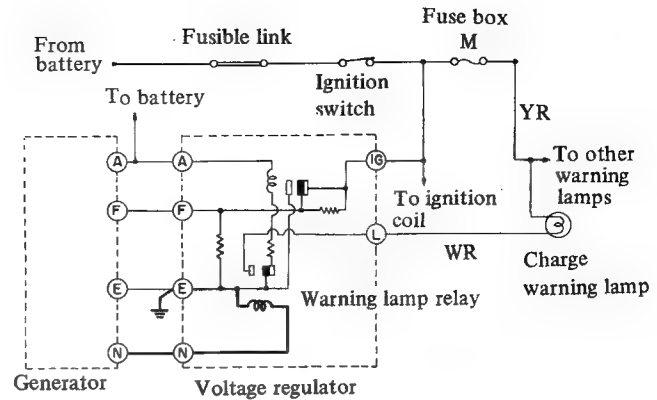 Fuse box
M
Fusible link
From
battery
Ignition
switch
To battery
YR
A
A
IG
To other
warning
lamps
To ignition
coil
F
F
L
WR
Charge
warning lamp
E
E
Warning lamp relay
N
N
Generator
Voltage regulator